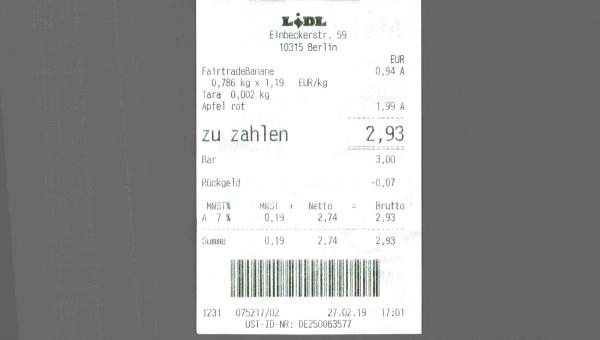 LIDL
Einbeckerstr. 59
10315 Berlin
EUR
FairtradeBanane 0,94 A
0,786 kg x 1,19 EUR/kg
Tara 0,002 kg
Apfel rot 1,99 A
zu zahlen 2,93
Bar 3,00
Rückgeld -0,07
MWST% MWST + Netto = Brutto
A 7 % 0,19 2,74 2,93
Summe 0,19 2,74 2,93
1231 075217/02 27.02.19 17:01
UST-ID-NR: DE250063577